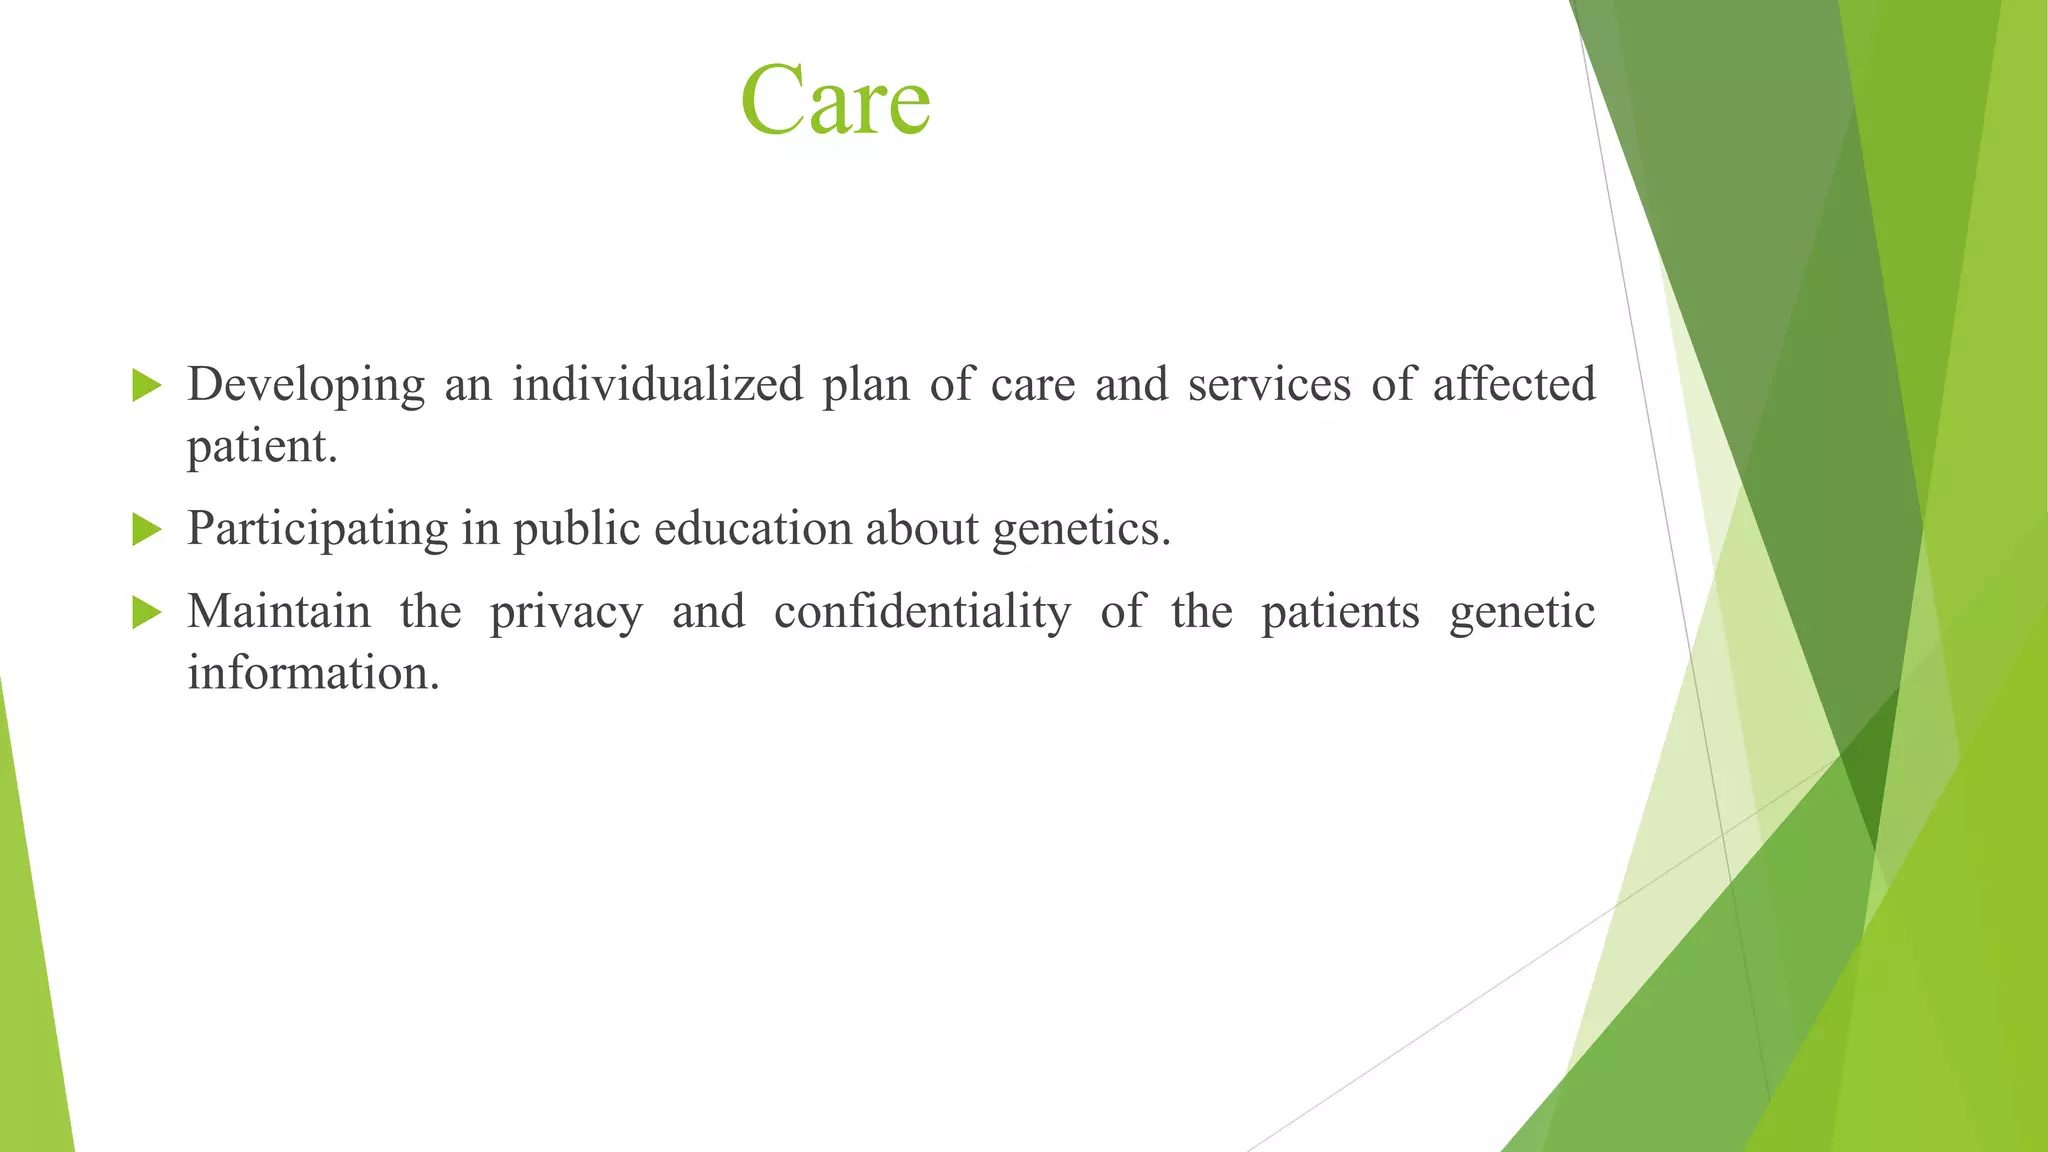 Care
Developing an individualized plan of care and services of affected
patient.
Participating in public education about genetics.
Maintain the privacy and confidentiality of the patients genetic
information.